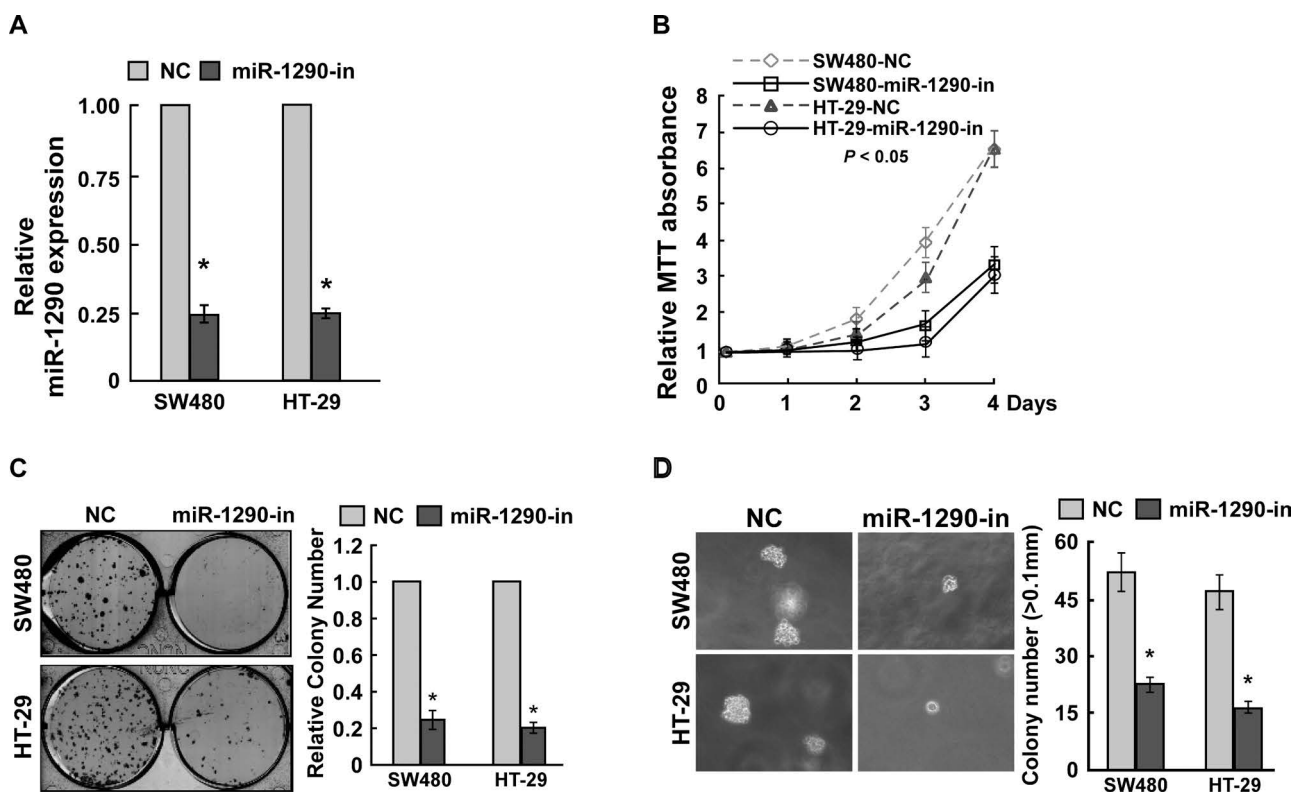 A
NC miR-1290-in
Relative
miR-1290 expression
1.00
0.75
0.50
0.25
0
*
*
SW480 HT-29
B
SW480-NC
SW480-miR-1290-in
HT-29-NC
HT-29-miR-1290-in
P < 0.05
Relative MTT absorbance
8
7
6
5
4
3
2
1
0
0 1 2 3 4 Days
C
NC miR-1290-in
SW480
HT-29
NC miR-1290-in
Relative Colony Number
1.2
1.0
0.8
0.6
0.4
0.2
0
*
*
SW480 HT-29
D
NC miR-1290-in
SW480
HT-29
NC miR-1290-in
Colony number (>0.1mm)
60
45
30
15
0
*
*
SW480 HT-29